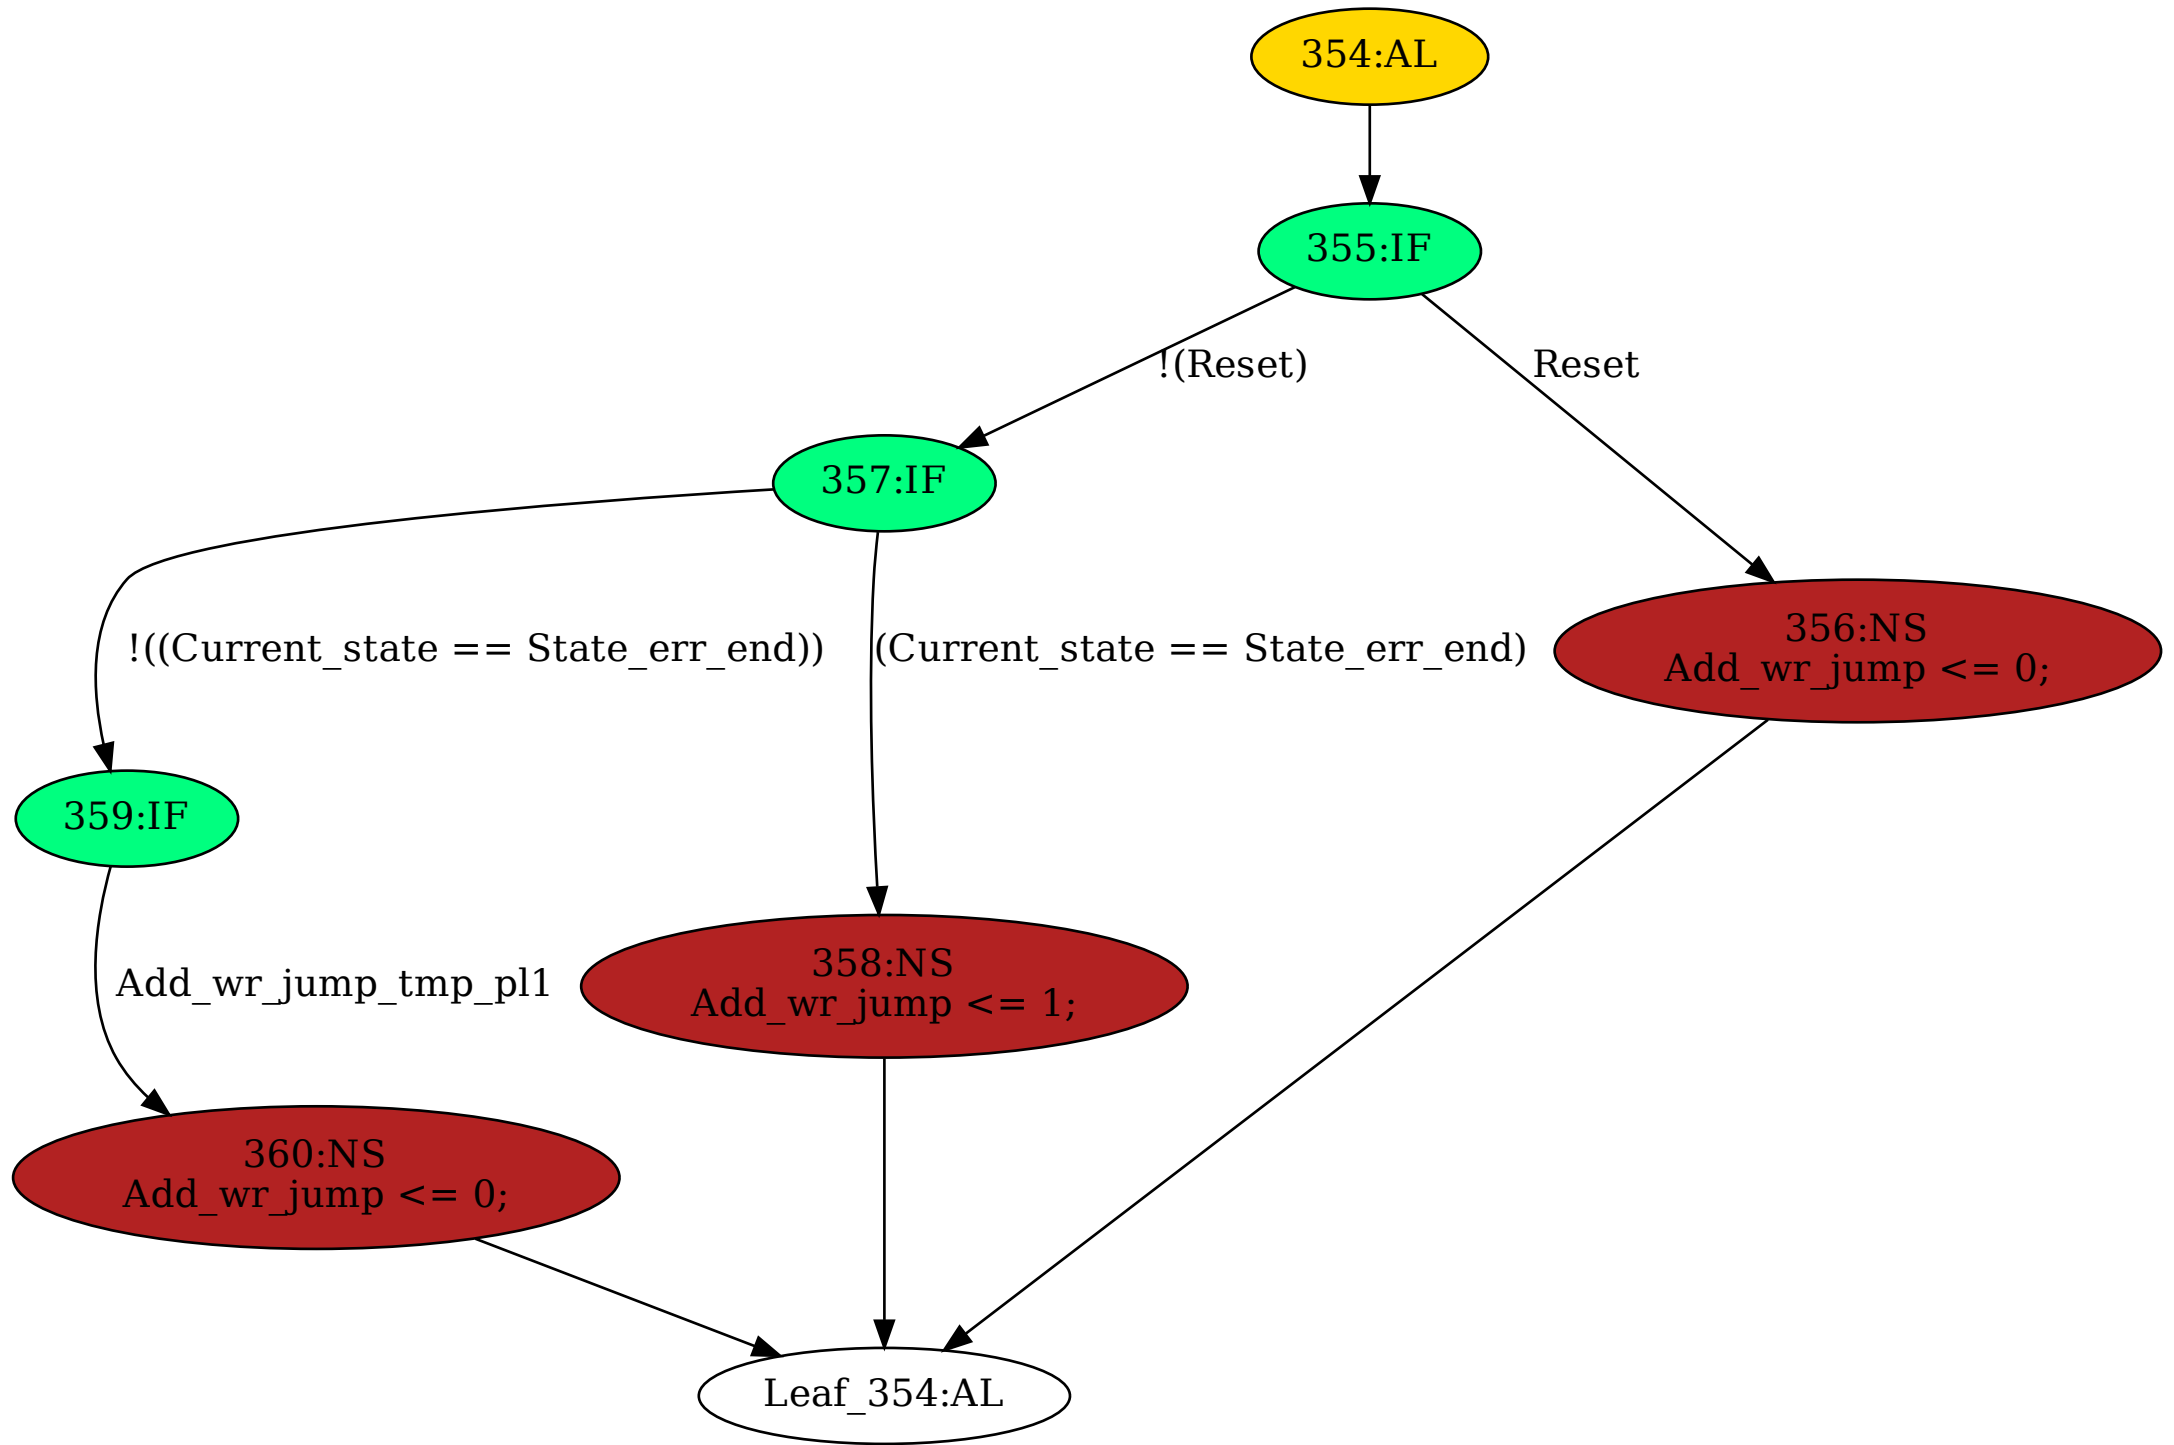 354:AL
355:IF
!(Reset)
Reset
357:IF
!((Current_state == State_err_end))
(Current_state == State_err_end)
356:NS
Add_wr_jump <= 0;
359:IF
Add_wr_jump_tmp_pl1
358:NS
Add_wr_jump <= 1;
360:NS
Add_wr_jump <= 0;
Leaf_354:AL